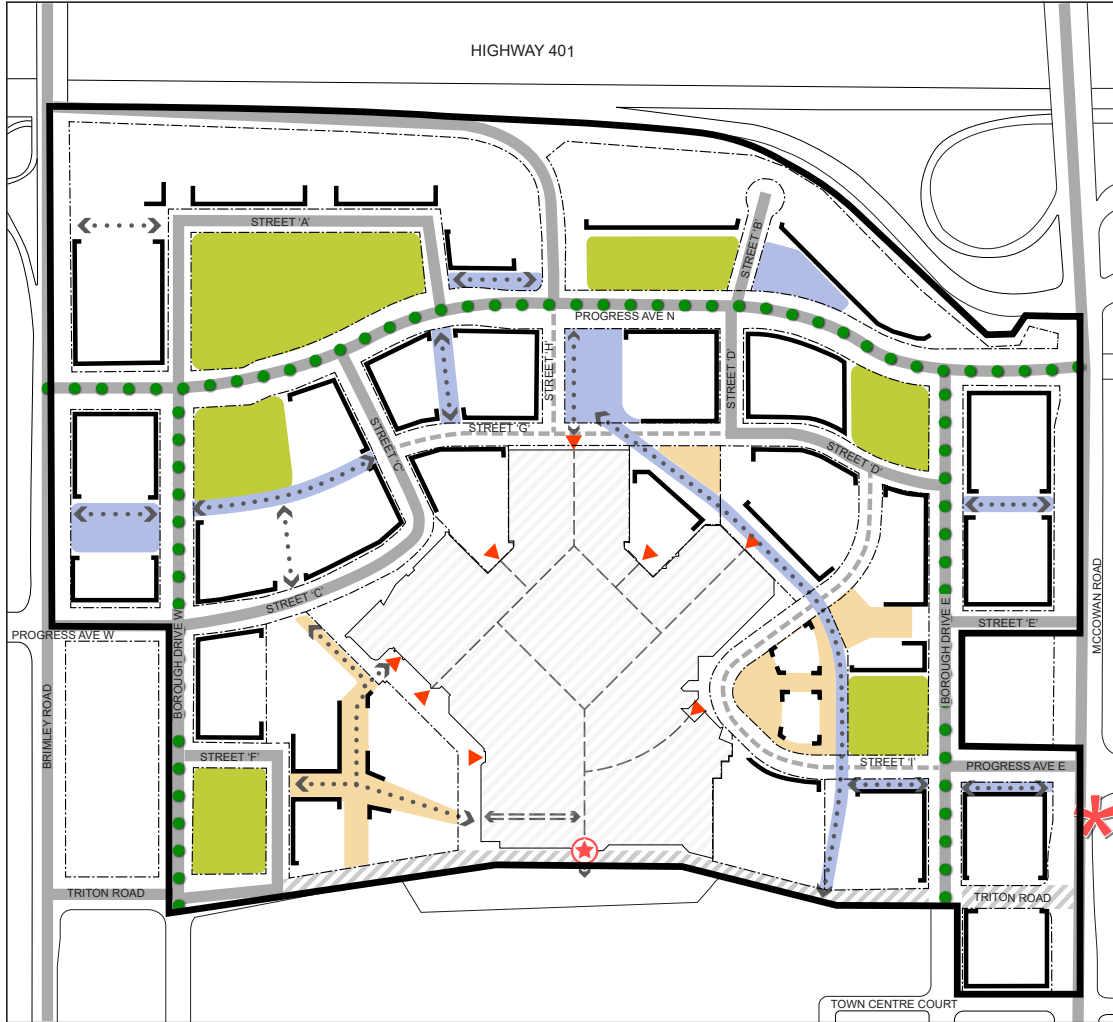 HIGHWAY 401
STREET 'A'
STREET 'B'
PROGRESS AVE N
STREET 'H'
STREET 'D'
STREET 'G'
STREET 'C'
STREET 'D'
STREET 'C'
PROGRESS AVE W
BOROUGH DRIVE W
BOROUGH DRIVE E
STREET 'E'
MCCOWAN ROAD
BRIMLEY ROAD
STREET 'F'
STREET 'I'
PROGRESS AVE E
TRITON ROAD
TRITON ROAD
TOWN CENTRE COURT